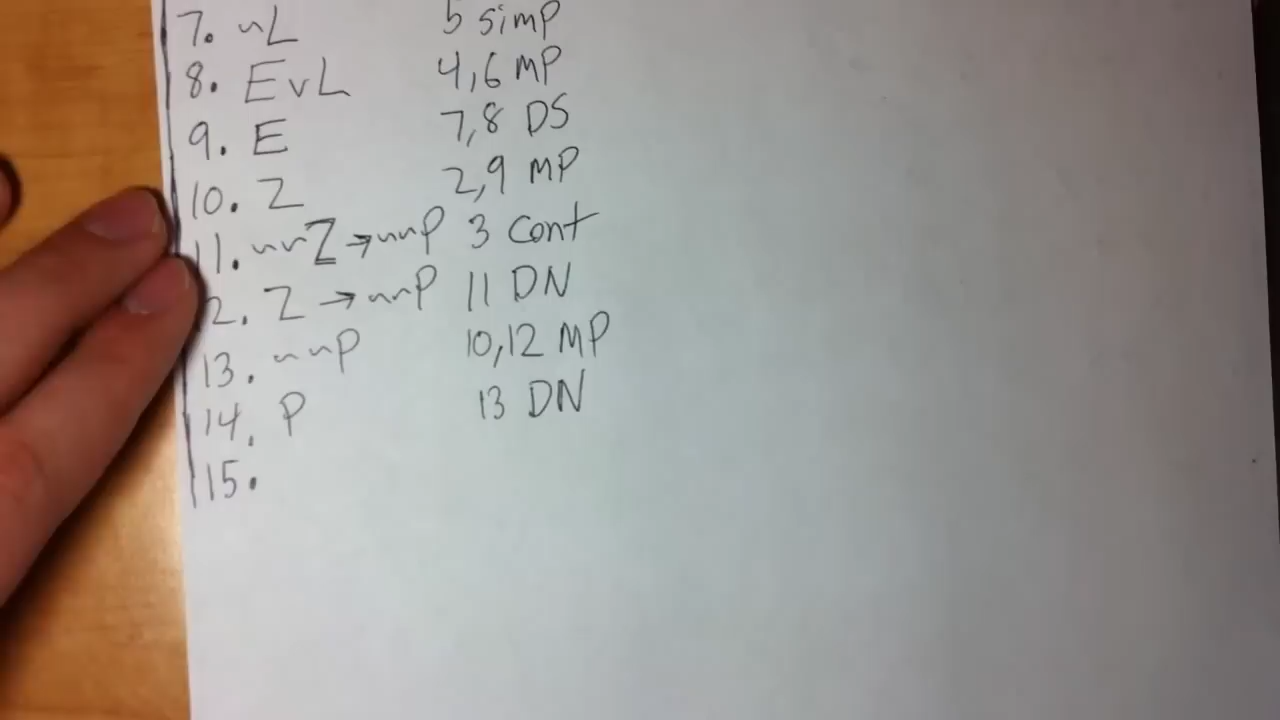 7. ~L 5 simp
8. EvL 4,6 MP
9. E 7,8 DS
10. Z 2,9 MP
11. ~~Z→~~P 3 Cont
2. Z→~~P 11 DN
13. ~~P 10,12 MP
14. P 13 DN
15.